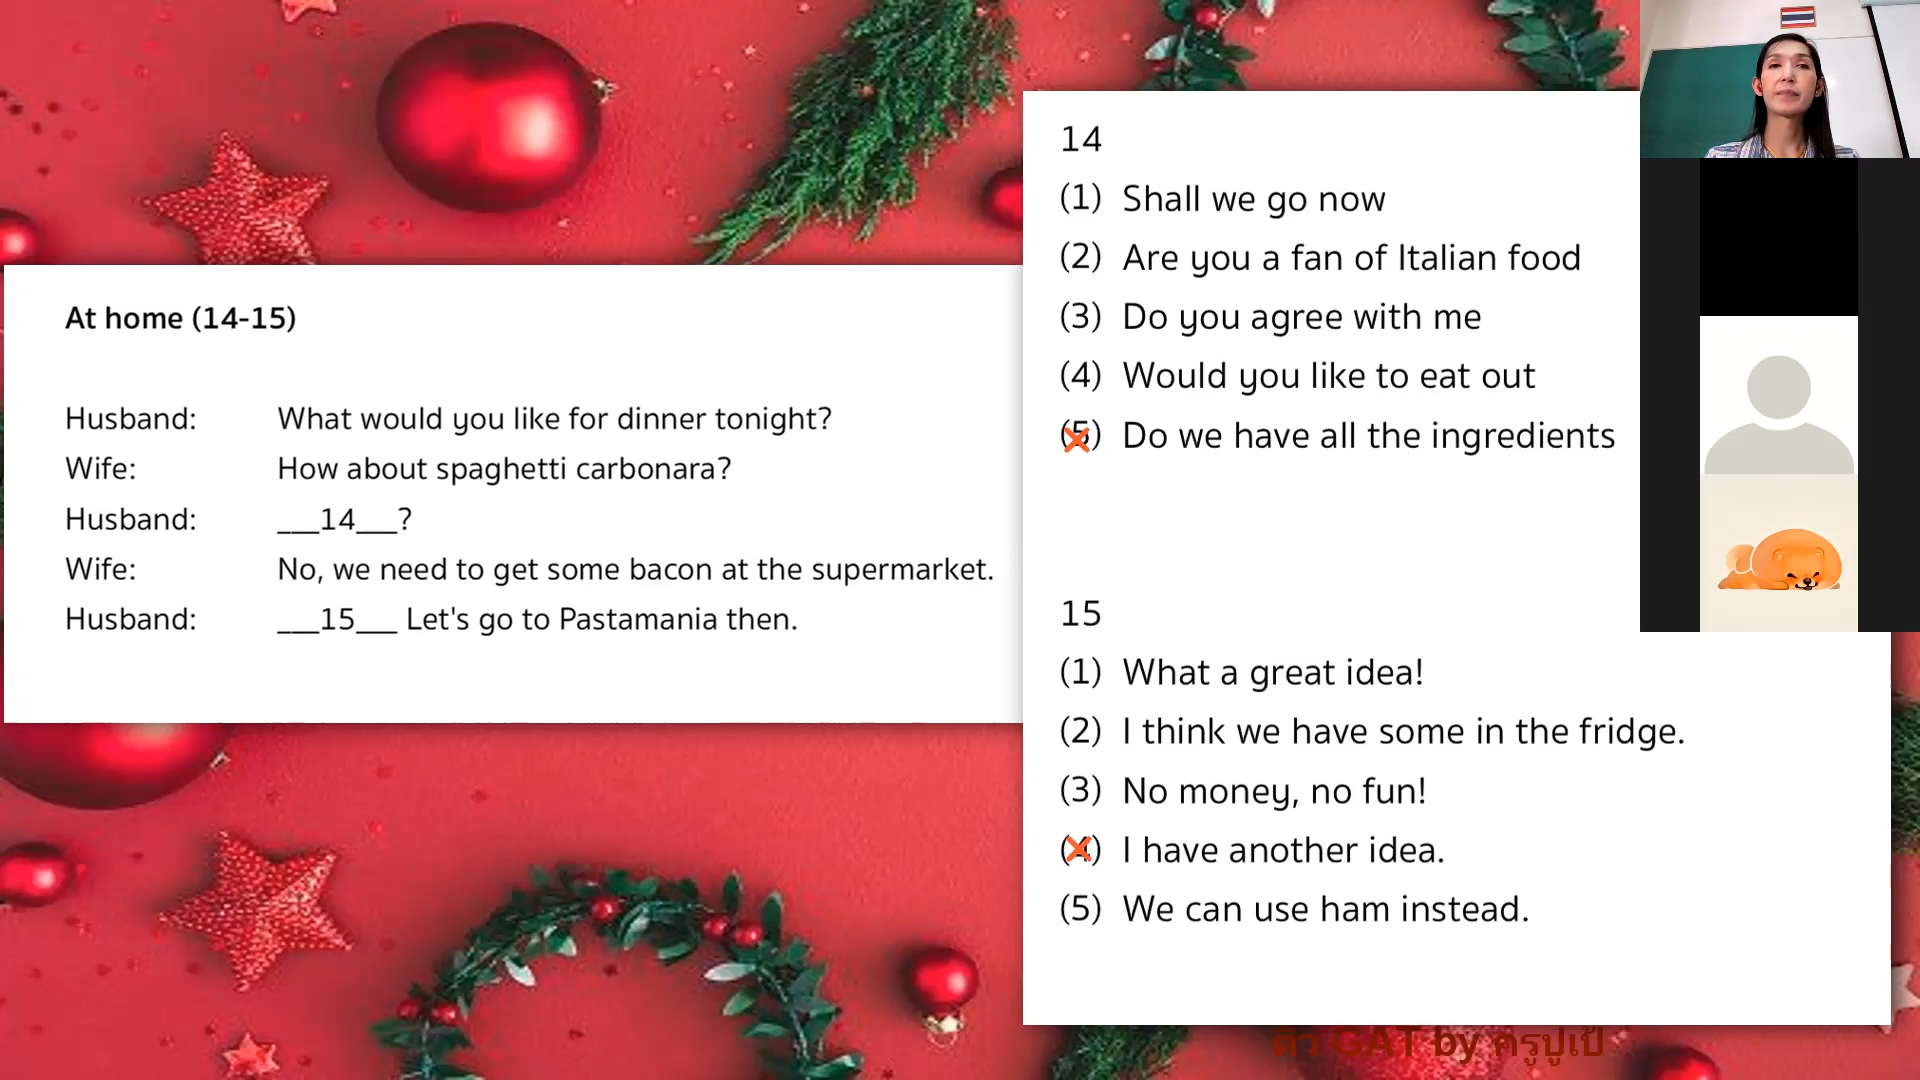 At home (14-15)
Husband: What would you like for dinner tonight?
Wife: How about spaghetti carbonara?
Husband: ___14___?
Wife: No, we need to get some bacon at the supermarket.
Husband: ___15___ Let's go to Pastamania then.
14
(1) Shall we go now
(2) Are you a fan of Italian food
(3) Do you agree with me
(4) Would you like to eat out
(5) Do we have all the ingredients
15
(1) What a great idea!
(2) I think we have some in the fridge.
(3) No money, no fun!
(4) I have another idea.
(5) We can use ham instead.
ติว GAT by ครูปูเป้